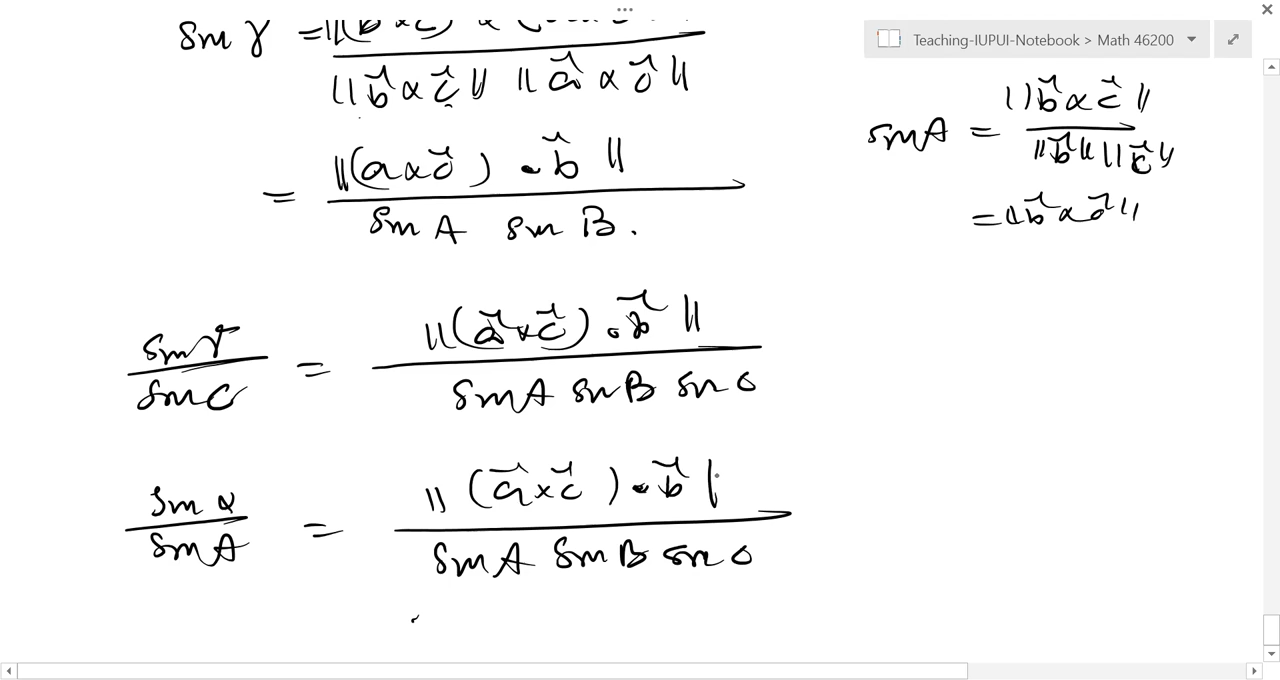 sin γ = ||(b × c) × (
||b⃗ × c⃗|| ||a⃗ × c⃗||
= ||(a × c⃗) · b⃗||
sin A sin B.
sin γ / sin C = ||(a⃗ × c⃗) · b⃗|| / sin A sin B sin C
sin α / sin A = ||(a⃗ × c⃗) · b⃗| / sin A sin B sin C
Teaching-IUPUI-Notebook > Math 46200
sin A = ||b⃗ × c⃗|| / ||b⃗|| ||c⃗||
= ||b⃗ × c⃗||